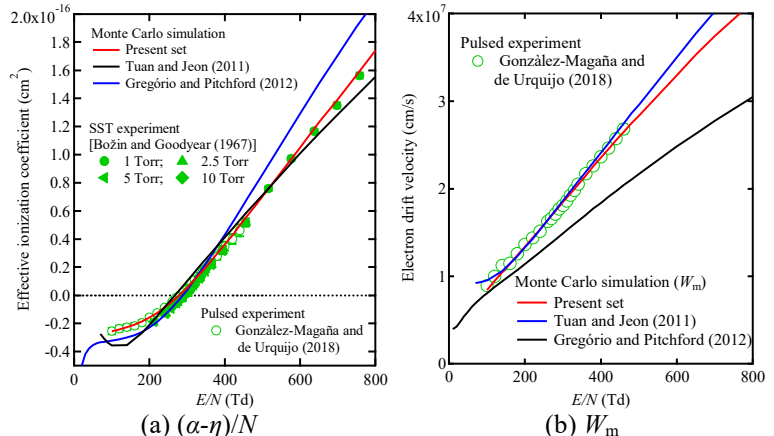 2.0x10-16
1.8
1.6
1.4
1.2
1.0
0.8
0.6
0.4
0.2
0.0
-0.2
-0.4
Effective ionization coefficient (cm2)
Monte Carlo simulation
Present set
Tuan and Jeon (2011)
Gregório and Pitchford (2012)
SST experiment
[Božin and Goodyear (1967)]
1 Torr; 2.5 Torr
5 Torr; 10 Torr
Pulsed experiment
Gonzàlez-Magaña and
de Urquijo (2018)
0 200 400 600 800
E/N (Td)
(a) (α-η)/N
4x107
3
2
1
0
Electron drift velocity (cm/s)
Pulsed experiment
Gonzàlez-Magaña and
de Urquijo (2018)
Monte Carlo simulation (Wm)
Present set
Tuan and Jeon (2011)
Gregório and Pitchford (2012)
0 200 400 600 800
E/N (Td)
(b) Wm